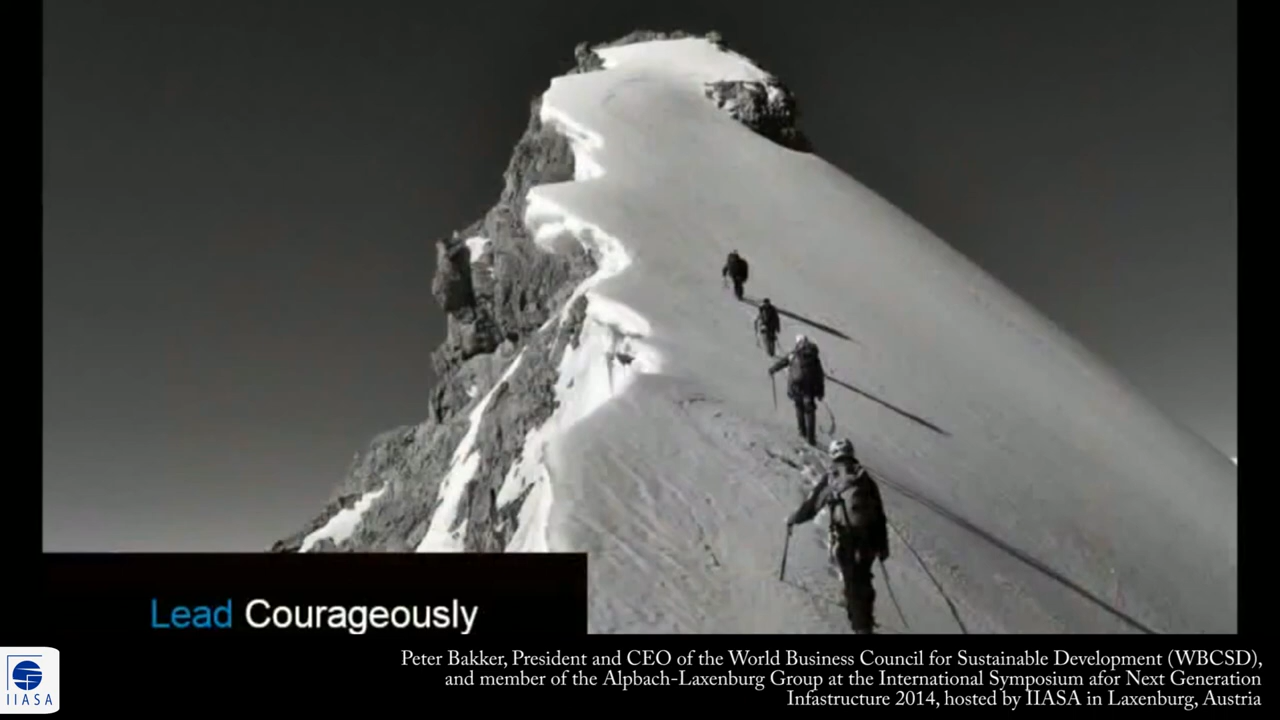 Lead Courageously
Peter Bakker, President and CEO of the World Business Council for Sustainable Development (WBCSD),
and member of the Alpbach-Laxenburg Group at the International Symposium afor Next Generation
Infastructure 2014, hosted by IIASA in Laxenburg, Austria
IIASA